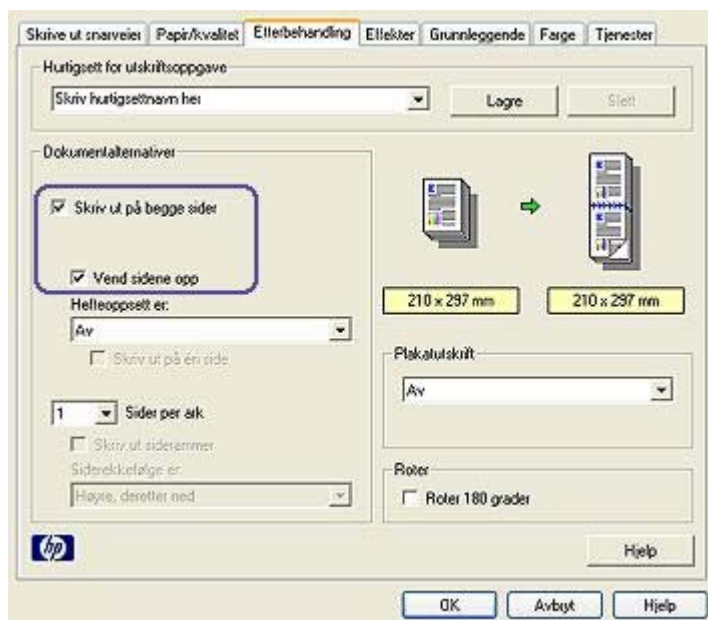 Skrive ut snarveier Papir/kvalitet Etterbehandling Effekter Grunnleggende Farge Tjenester
Hurtigsett for utskriftsoppgave
Skriv hurtigsettnavn her Lagre Slett
Dokumentalternativer
Skriv ut på begge sider
Vend sidene opp
210 x 297 mm 210 x 297 mm
Hefteoppsett er:
Av
Skriv ut på én side
Plakatutskrift
Av
1 Sider per ark
Skriv ut siderammer
Siderekkefølge er
Høyre, deretter ned
Roter
Roter 180 grader
hp
Hjelp
OK Avbryt Hjelp